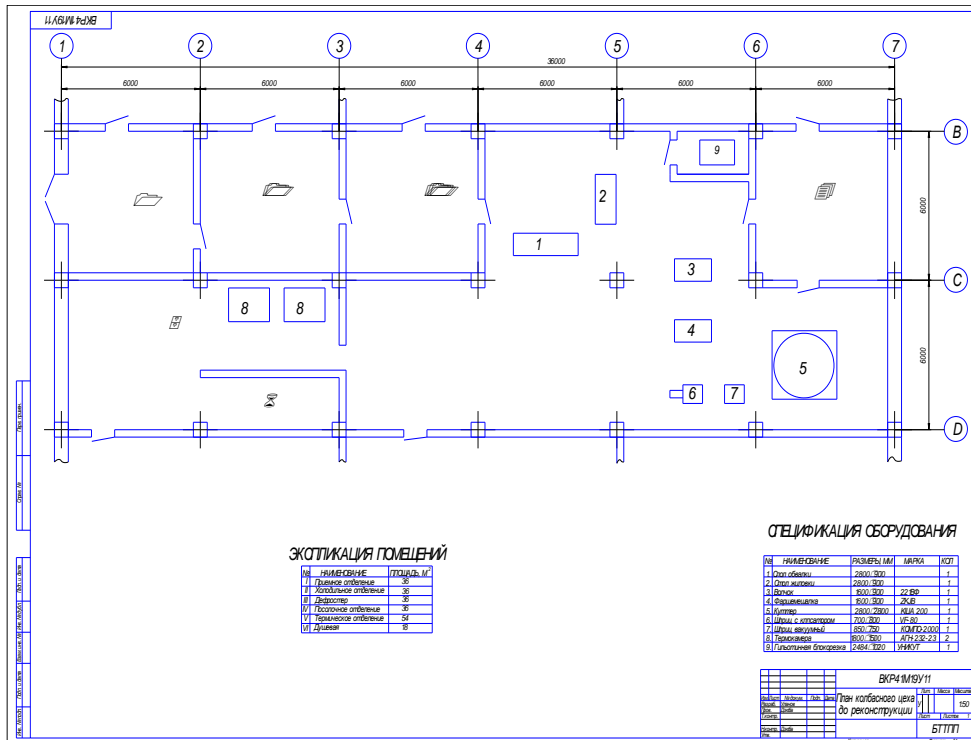 ВКР41М19У11
1 2 3 4 5 6 7
36000
6000 6000 6000 6000 6000 6000
B
9
2
6000
1
3
C
8 8
4
6000
5
6 7
D
СПЕЦИФИКАЦИЯ ОБОРУДОВАНИЯ
№ НАИМЕНОВАНИЕ РАЗМЕРЫ, ММ МАРКА КОЛ
1 Стол обвалки 1
2 Стол жиловки 1
3 Волчок 1
4 Фаршемешалка 1
5 Куттер 1
6 Шприц с клпсатором VF-80 1
7 Шприц вакуумный 1
8 Термокамера 2
9 Гильотинная блокорезка УНИКУТ 1
ЭКСПЛИКАЦИЯ ПОМЕЩЕНИЙ
№ НАИМЕНОВАНИЕ ПЛОЩАДЬ, М²
I Приемное отделение 36
II Холодильное отделение 36
III Дефростер 36
IV Посолочное отделение 36
V Термическое отделение 54
VI Душевая 18
ВКР41М19У11
План колбасного цеха
до реконструкции
У
БТТПП